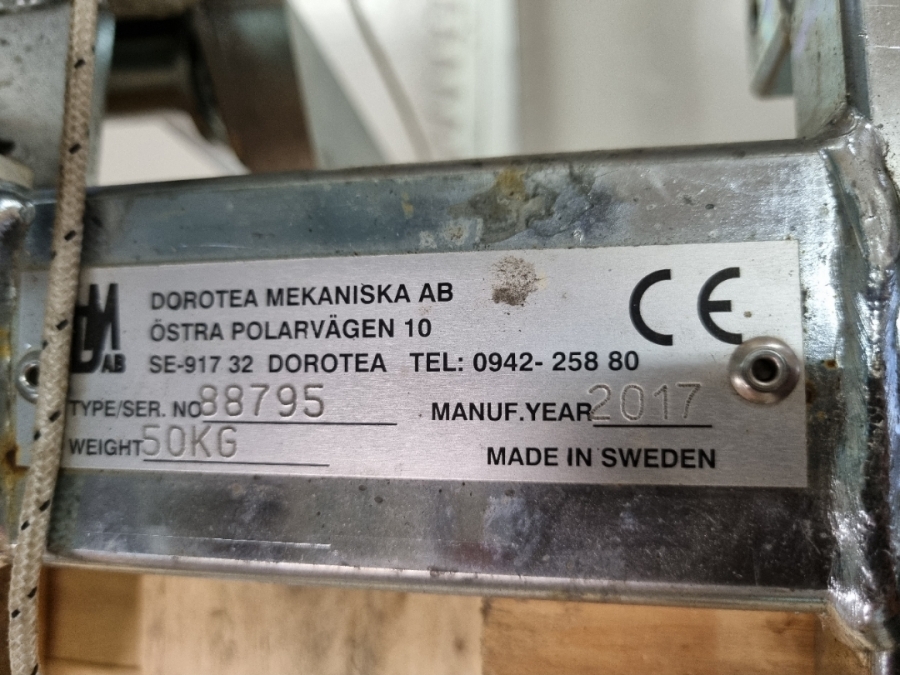 DOROTEA MEKANISKA AB
ÖSTRA POLARVÄGEN 10
SE-917 32 DOROTEA TEL: 0942- 258 80
AB
CE
TYPE/SER. NO 88795 MANUF.YEAR 2017
WEIGHT 50KG
MADE IN SWEDEN